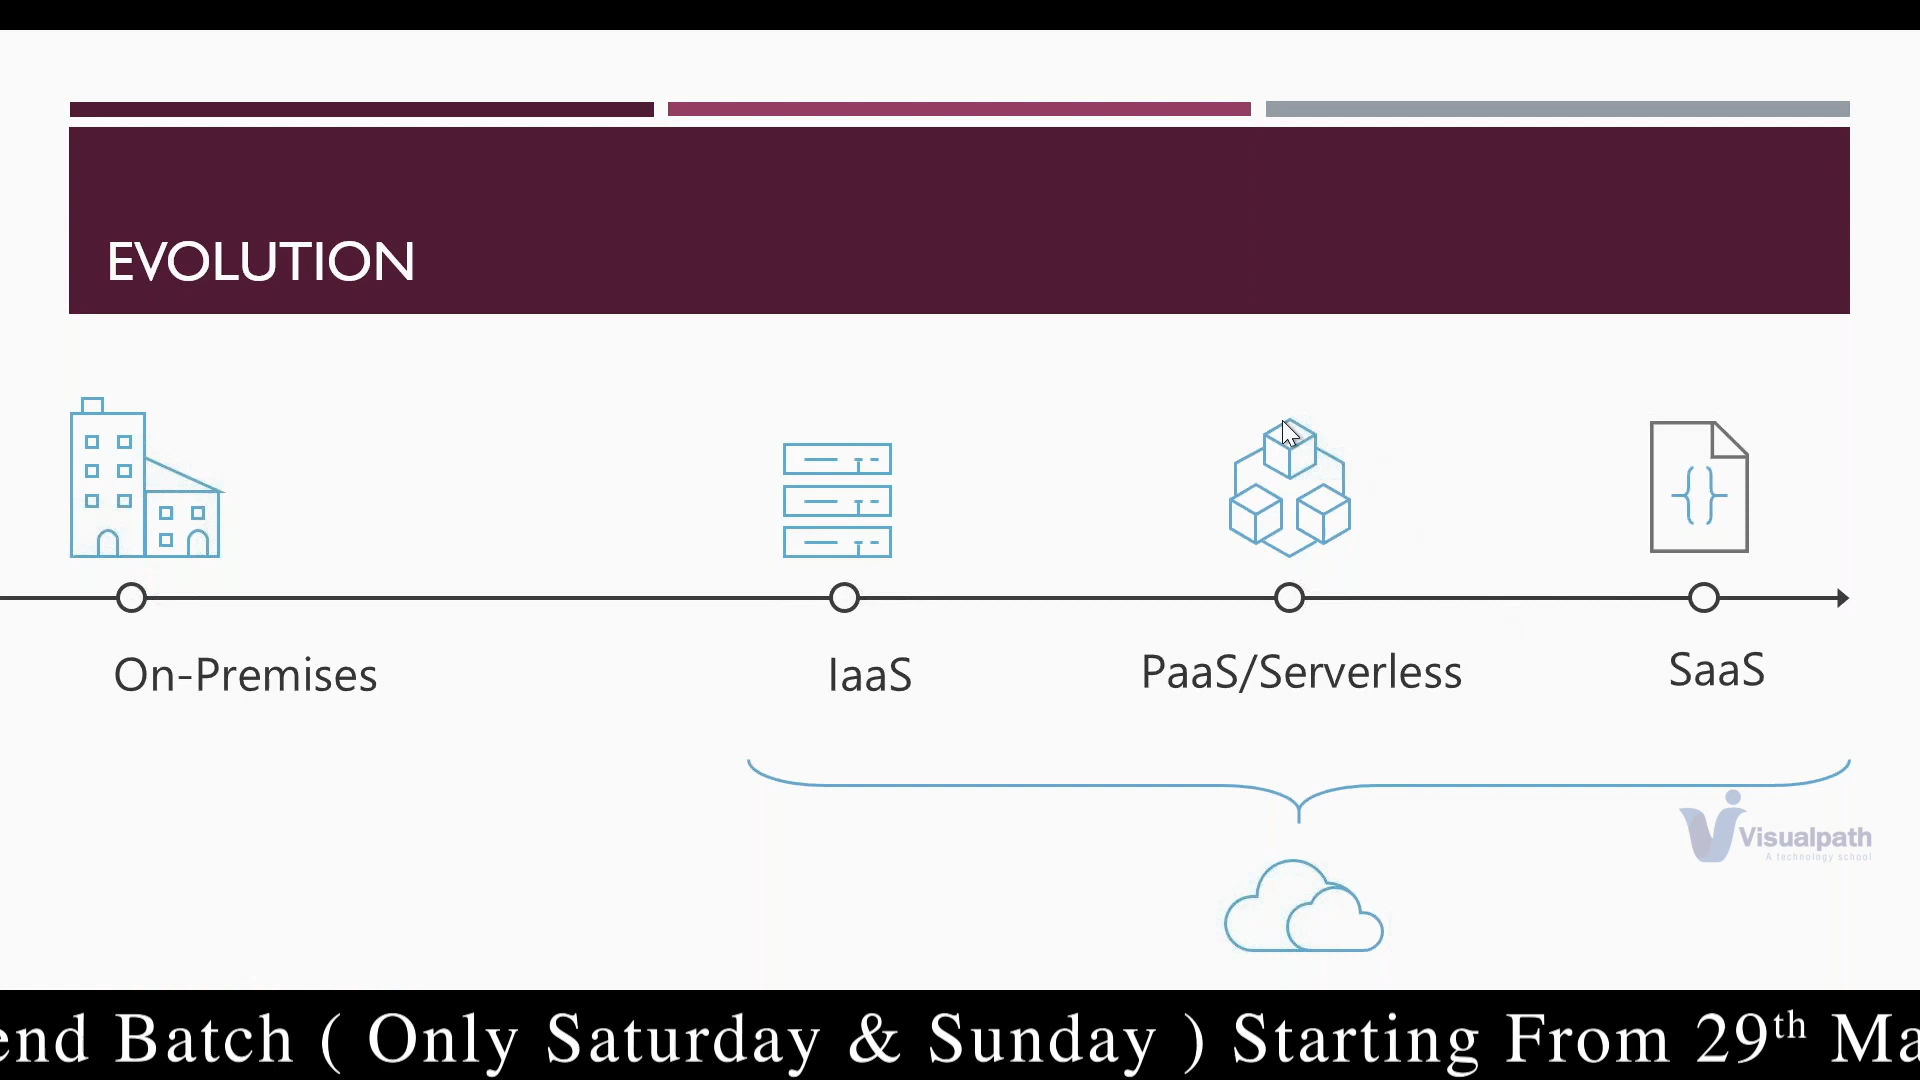 EVOLUTION
On-Premises
IaaS
PaaS/Serverless
SaaS
Visualpath
A technology school
end Batch ( Only Saturday & Sunday ) Starting From 29th Ma